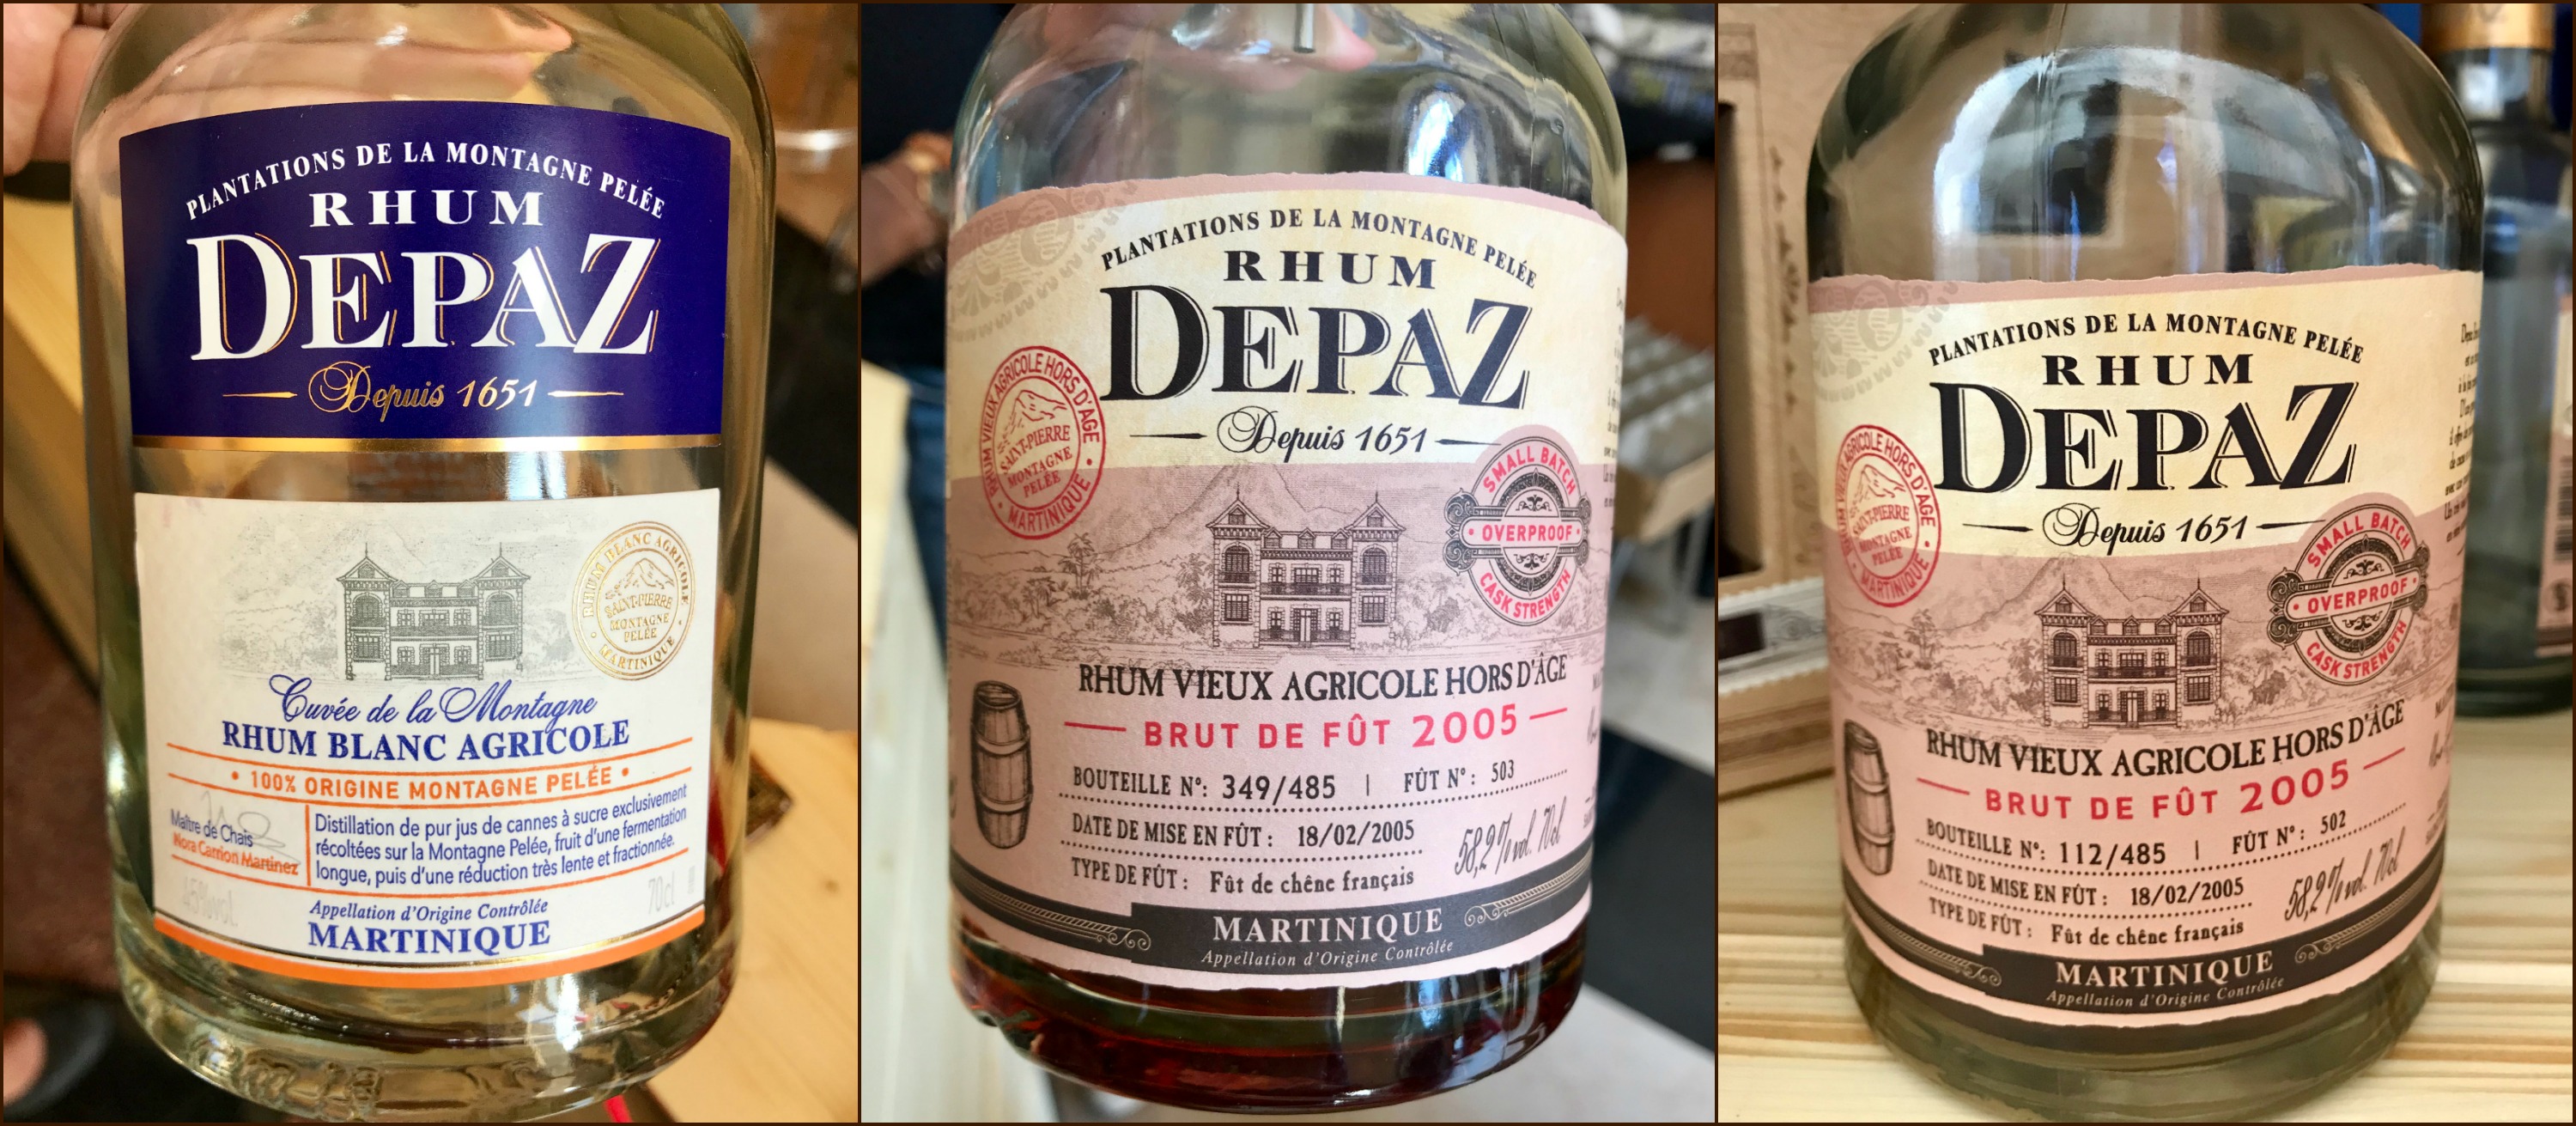 PLANTATIONS DE LA MONTAGNE PELÉE
RHUM
DEPAZ
Depuis 1651
RHUM BLANC AGRICOLE
SAINT-PIERRE
MONTAGNE
PELÉE
MARTINIQUE
Cuvée de la Montagne
RHUM BLANC AGRICOLE
• 100% ORIGINE MONTAGNE PELÉE •
Maître de Chais
Nora Carrion Martinez
Distillation de pur jus de cannes à sucre exclusivement
récoltées sur la Montagne Pelée, fruit d'une fermentation
longue, puis d'une réduction très lente et fractionnée.
45%vol.
70cl
Appellation d'Origine Contrôlée
MARTINIQUE
PLANTATIONS DE LA MONTAGNE PELÉE
RHUM
DEPAZ
Depuis 1651
RHUM VIEUX AGRICOLE HORS D'ÂGE
SAINT-PIERRE
MONTAGNE
PELÉE
MARTINIQUE
SMALL BATCH
• OVERPROOF •
CASK STRENGTH
RHUM VIEUX AGRICOLE HORS D'ÂGE
BRUT DE FÛT 2005
BOUTEILLE N°: 349/485 | FÛT N°: 503
DATE DE MISE EN FÛT : 18/02/2005
TYPE DE FÛT : Fût de chêne français
58,2%vol. 70cl
MARTINIQUE
Appellation d'Origine Contrôlée
PLANTATIONS DE LA MONTAGNE PELÉE
RHUM
DEPAZ
Depuis 1651
RHUM VIEUX AGRICOLE HORS D'ÂGE
SAINT-PIERRE
MONTAGNE
PELÉE
MARTINIQUE
SMALL BATCH
• OVERPROOF •
CASK STRENGTH
RHUM VIEUX AGRICOLE HORS D'ÂGE
BRUT DE FÛT 2005
BOUTEILLE N°: 112/485 | FÛT N°: 502
DATE DE MISE EN FÛT : 18/02/2005
TYPE DE FÛT : Fût de chêne français
58,2%vol. 70cl
MARTINIQUE
Appellation d'Origine Contrôlée